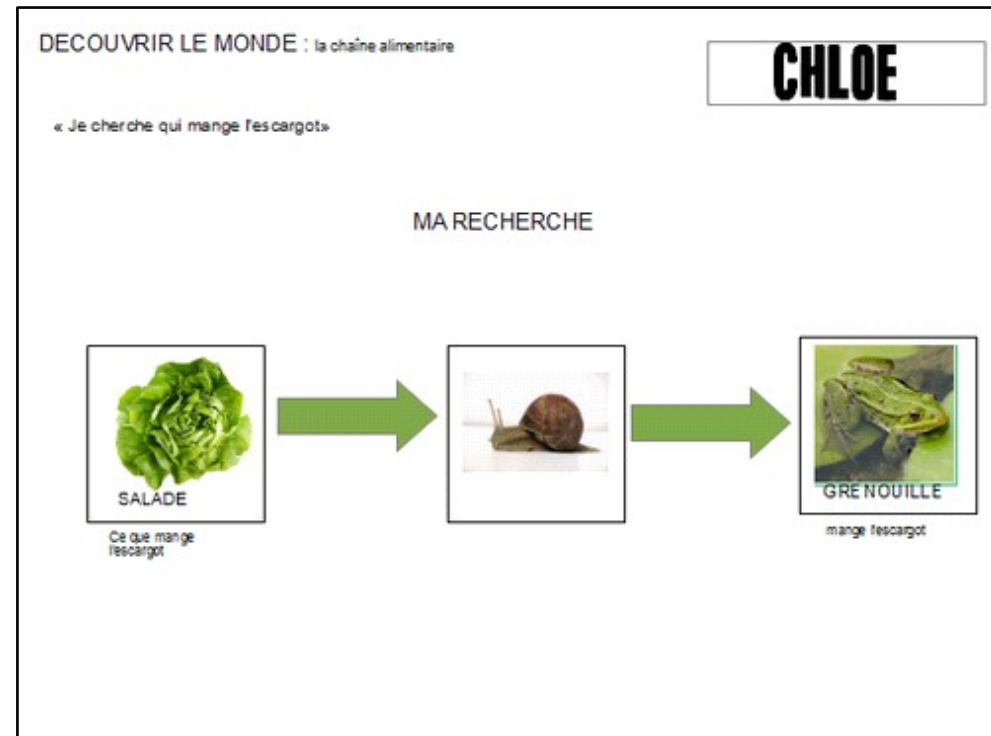 DECOUVRIR LE MONDE : la chaîne alimentaire
CHLOE
« Je cherche qui mange l'escargot»
MA RECHERCHE
SALADE
GRENOUILLE
Ce que mange
l'escargot
mange l'escargot